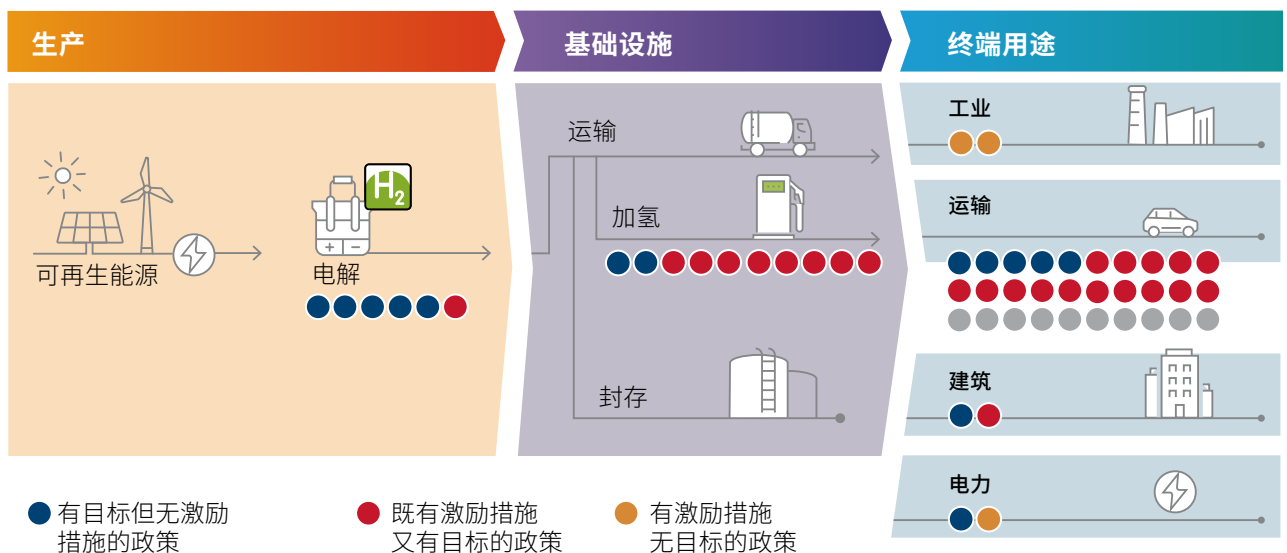 生产
基础设施
终端用途
可再生能源
H₂
+ −
电解
运输
加氢
封存
工业
运输
建筑
电力
有目标但无激励
措施的政策
既有激励措施
又有目标的政策
有激励措施
无目标的政策